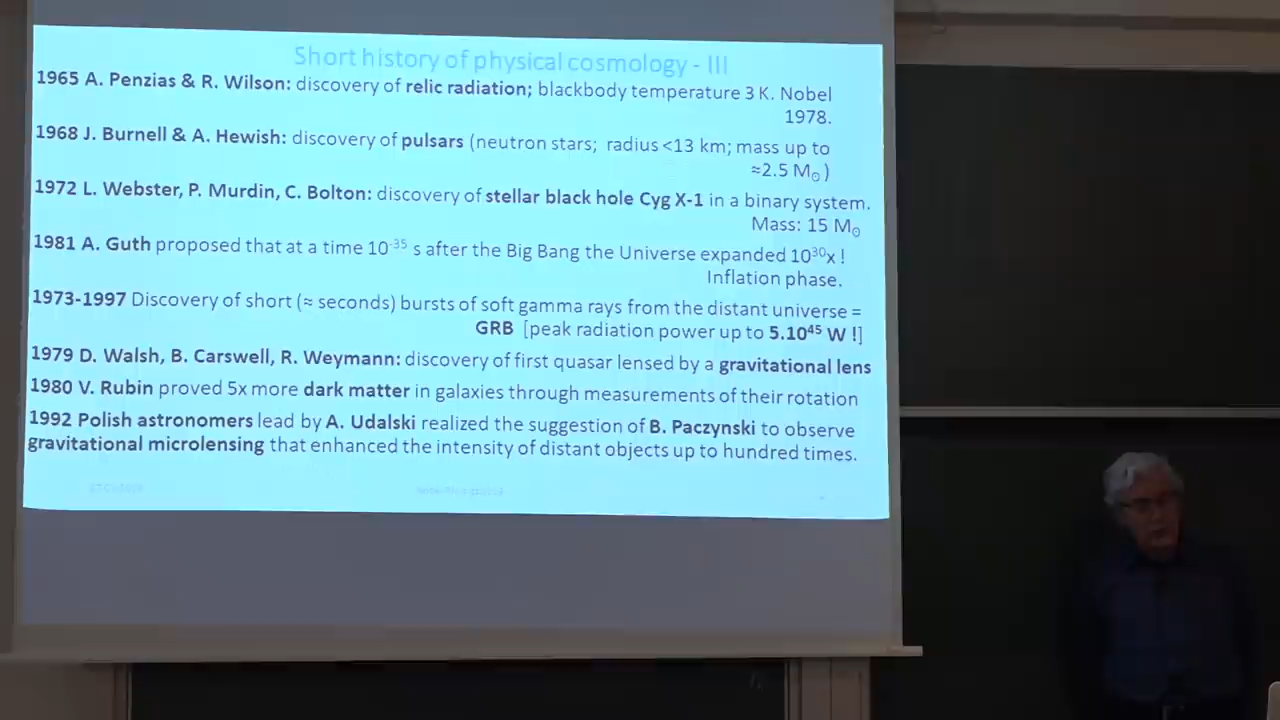 Short history of physical cosmology - III
1965 A. Penzias & R. Wilson: discovery of relic radiation; blackbody temperature 3 K. Nobel
1978.
1968 J. Burnell & A. Hewish: discovery of pulsars (neutron stars; radius <13 km; mass up to
≈2.5 M☉)
1972 L. Webster, P. Murdin, C. Bolton: discovery of stellar black hole Cyg X-1 in a binary system.
Mass: 15 M☉
1981 A. Guth proposed that at a time 10⁻³⁵ s after the Big Bang the Universe expanded 10³⁰x !
Inflation phase.
1973-1997 Discovery of short (≈ seconds) bursts of soft gamma rays from the distant universe =
GRB [peak radiation power up to 5.10⁴⁵ W !]
1979 D. Walsh, B. Carswell, R. Weymann: discovery of first quasar lensed by a gravitational lens
1980 V. Rubin proved 5x more dark matter in galaxies through measurements of their rotation
1992 Polish astronomers lead by A. Udalski realized the suggestion of B. Paczynski to observe
gravitational microlensing that enhanced the intensity of distant objects up to hundred times.